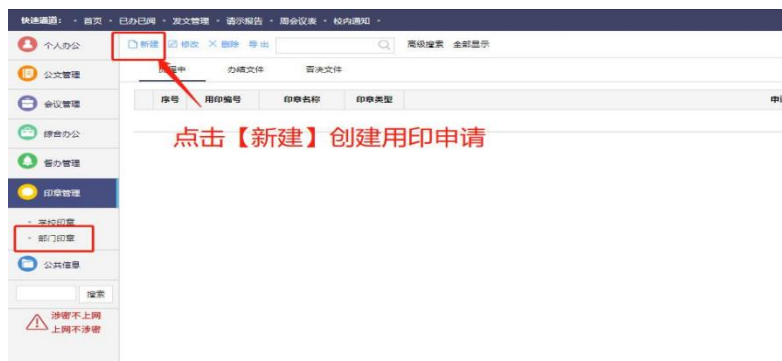 快速通道： · 首页 · 已办已阅 · 发文管理 · 请示报告 · 周会议表 · 校内通知 ·
个人办公
新建 修改 删除 导出 高级搜索 全部显示
公文管理
办结文件 否决文件
会议管理
序号 用印编号 印章名称 印章类型
点击【新建】创建用印申请
综合办公
督办管理
印章管理
学校印章
部门印章
公共信息
搜索
涉密不上网
上网不涉密